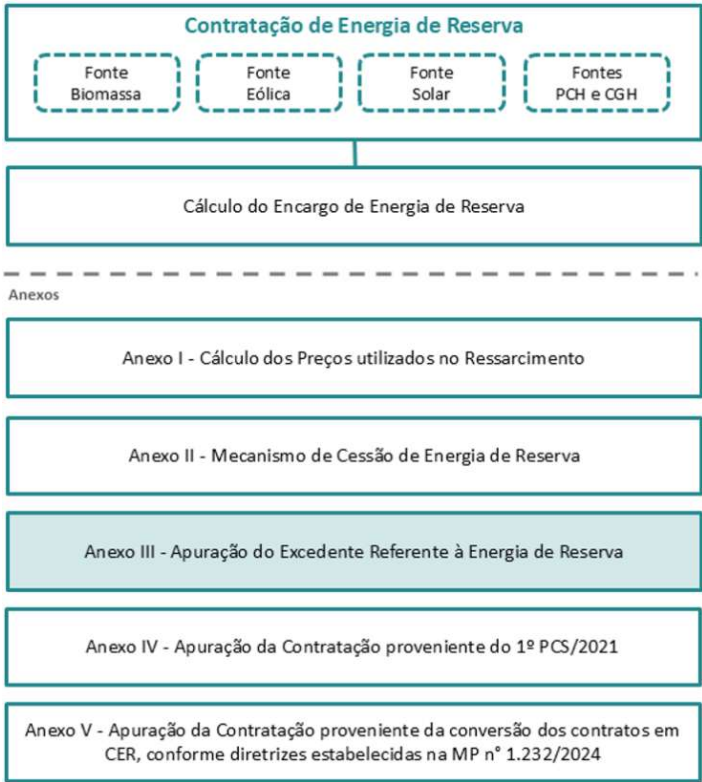 Contratação de Energia de Reserva
Fonte
Biomassa
Fonte
Eólica
Fonte
Solar
Fontes
PCH e CGH
Cálculo do Encargo de Energia de Reserva
Anexos
Anexo I - Cálculo dos Preços utilizados no Ressarcimento
Anexo II - Mecanismo de Cessão de Energia de Reserva
Anexo III - Apuração do Excedente Referente à Energia de Reserva
Anexo IV - Apuração da Contratação proveniente do 1º PCS/2021
Anexo V - Apuração da Contratação proveniente da conversão dos contratos em
CER, conforme diretrizes estabelecidas na MP n° 1.232/2024